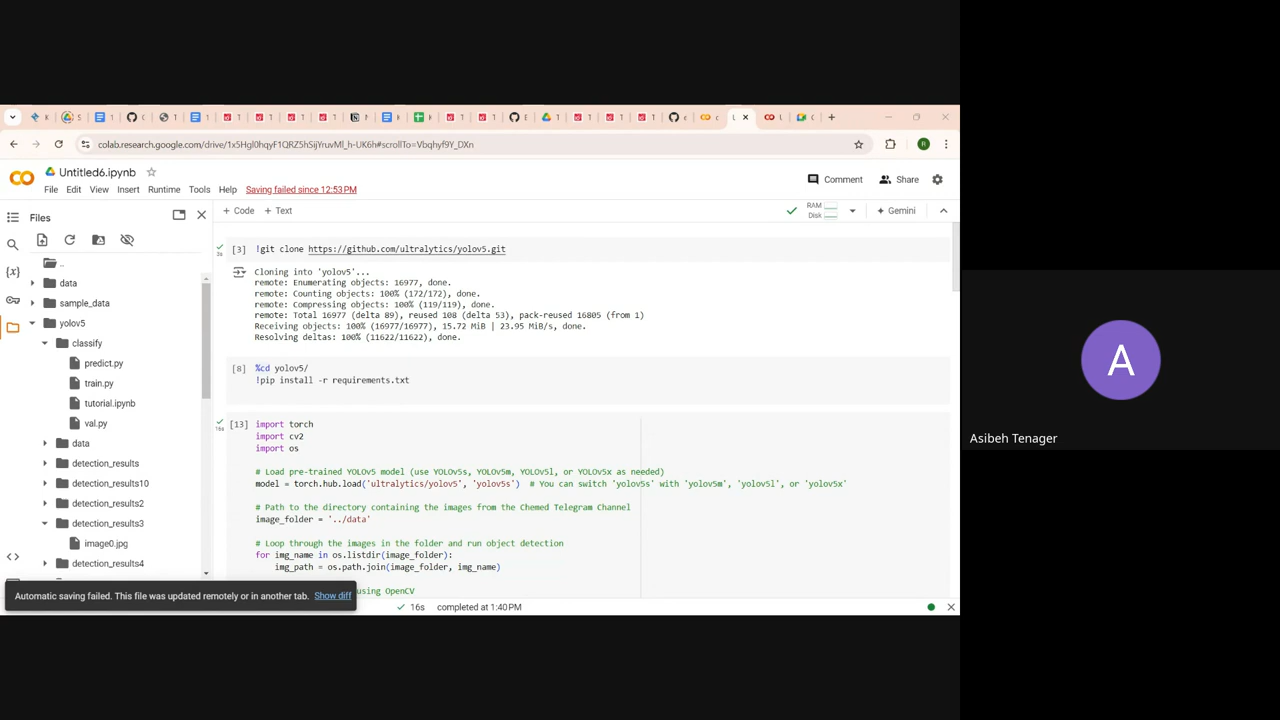 colab.research.google.com/drive/1x5Hgl0hqyF1QRZ5hSijYruvMl_h-UK6h#scrollTo=Vbqhyf9Y_DXn
R
Untitled6.ipynb
Comment
Share
File Edit View Insert Runtime Tools Help Saving failed since 12:53PM
Files
+ Code + Text
RAM
Disk
Gemini
..
data
sample_data
yolov5
classify
predict.py
train.py
tutorial.ipynb
val.py
data
detection_results
detection_results10
detection_results2
detection_results3
image0.jpg
detection_results4
[3] !git clone https://github.com/ultralytics/yolov5.git
3s
Cloning into 'yolov5'...
remote: Enumerating objects: 16977, done.
remote: Counting objects: 100% (172/172), done.
remote: Compressing objects: 100% (119/119), done.
remote: Total 16977 (delta 89), reused 108 (delta 53), pack-reused 16805 (from 1)
Receiving objects: 100% (16977/16977), 15.72 MiB | 23.95 MiB/s, done.
Resolving deltas: 100% (11622/11622), done.
[8] %cd yolov5/
!pip install -r requirements.txt
[13] import torch
16s
import cv2
import os
# Load pre-trained YOLOv5 model (use YOLOv5s, YOLOv5m, YOLOv5l, or YOLOv5x as needed)
model = torch.hub.load('ultralytics/yolov5', 'yolov5s') # You can switch 'yolov5s' with 'yolov5m', 'yolov5l', or 'yolov5x'
# Path to the directory containing the images from the Chemed Telegram Channel
image_folder = '../data'
# Loop through the images in the folder and run object detection
for img_name in os.listdir(image_folder):
img_path = os.path.join(image_folder, img_name)
using OpenCV
Automatic saving failed. This file was updated remotely or in another tab. Show diff
16s completed at 1:40PM
A
Asibeh Tenager